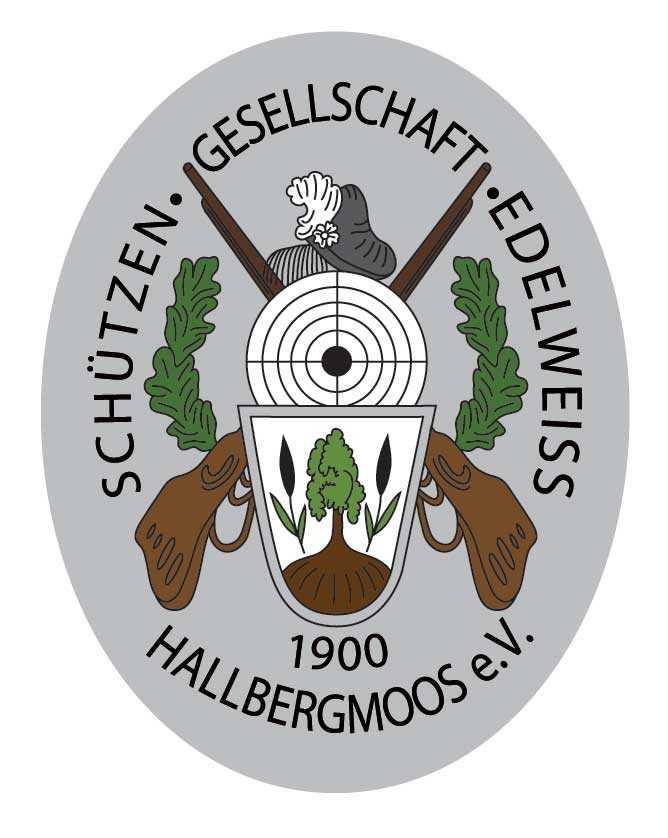 SCHÜTZEN • GESELLSCHAFT • EDELWEISS
1900
HALLBERGMOOS e.V.